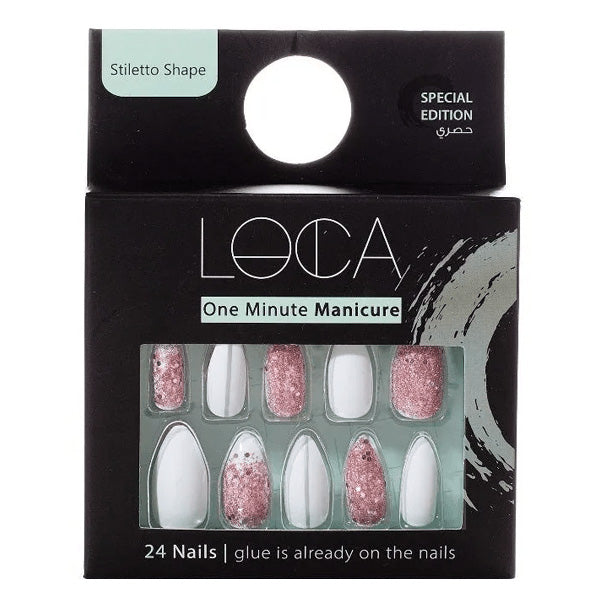 Stiletto Shape
SPECIAL
EDITION
حصري
LOCA
One Minute Manicure
24 Nails | glue is already on the nails